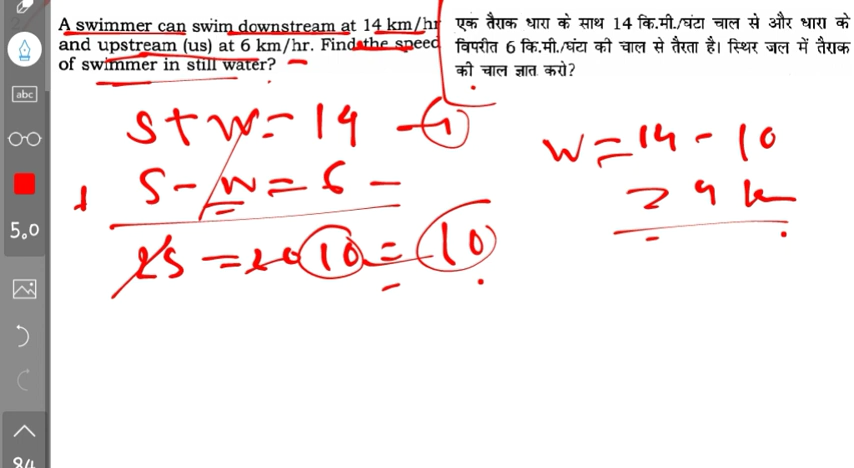 A swimmer can swim downstream at 14 km/hr
and upstream (us) at 6 km/hr. Find the speed
of swimmer in still water?
एक तैराक धारा के साथ 14 कि.मी./घंटा चाल से और धारा के
विपरीत 6 कि.मी./घंटा की चाल से तैरता है। स्थिर जल में तैराक
की चाल ज्ञात करो?
abc
5.0
S + W = 14 - 1
S - W = 6 -
2S = 20 10 = 10
W = 14 - 10
= 4 km